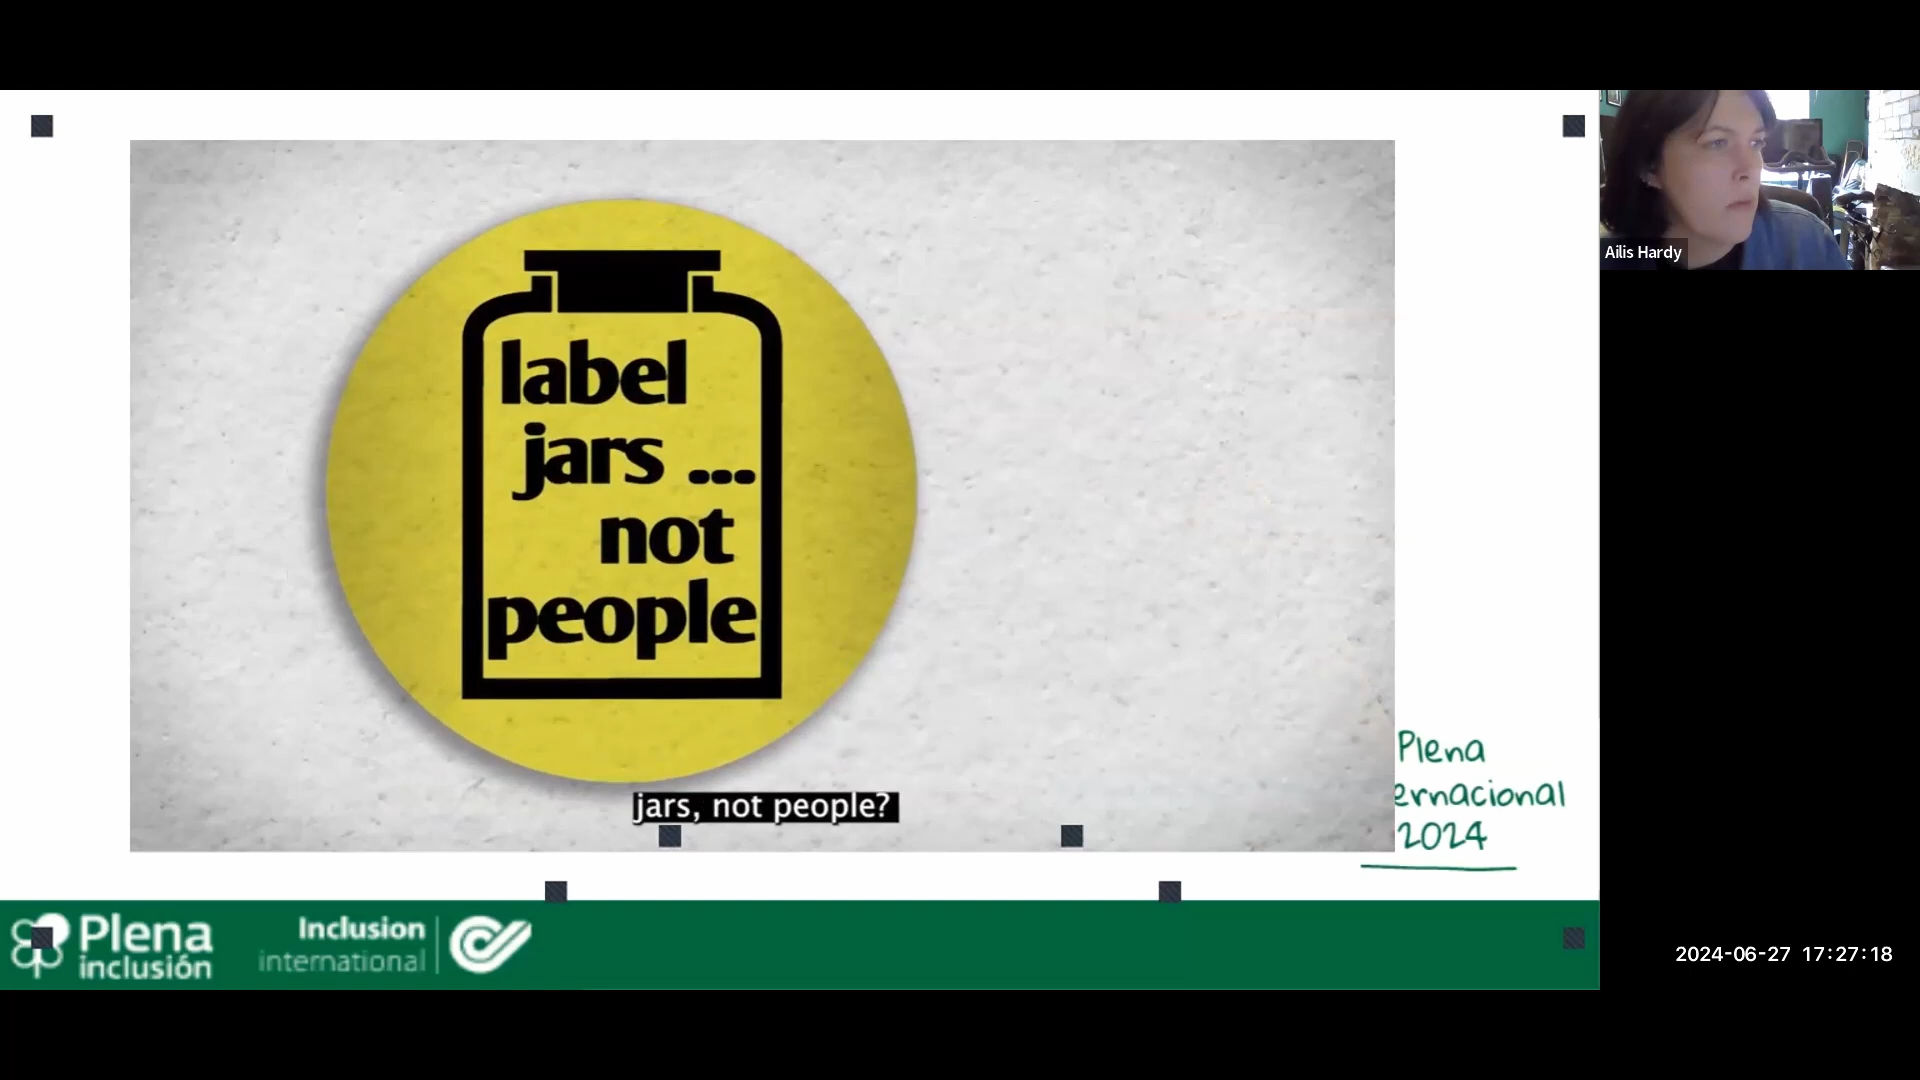 label
jars ...
not
people
jars, not people?
Plena
ernacional
2024
Plena
inclusión
Inclusion
international
Ailis Hardy
2024-06-27 17:27:18